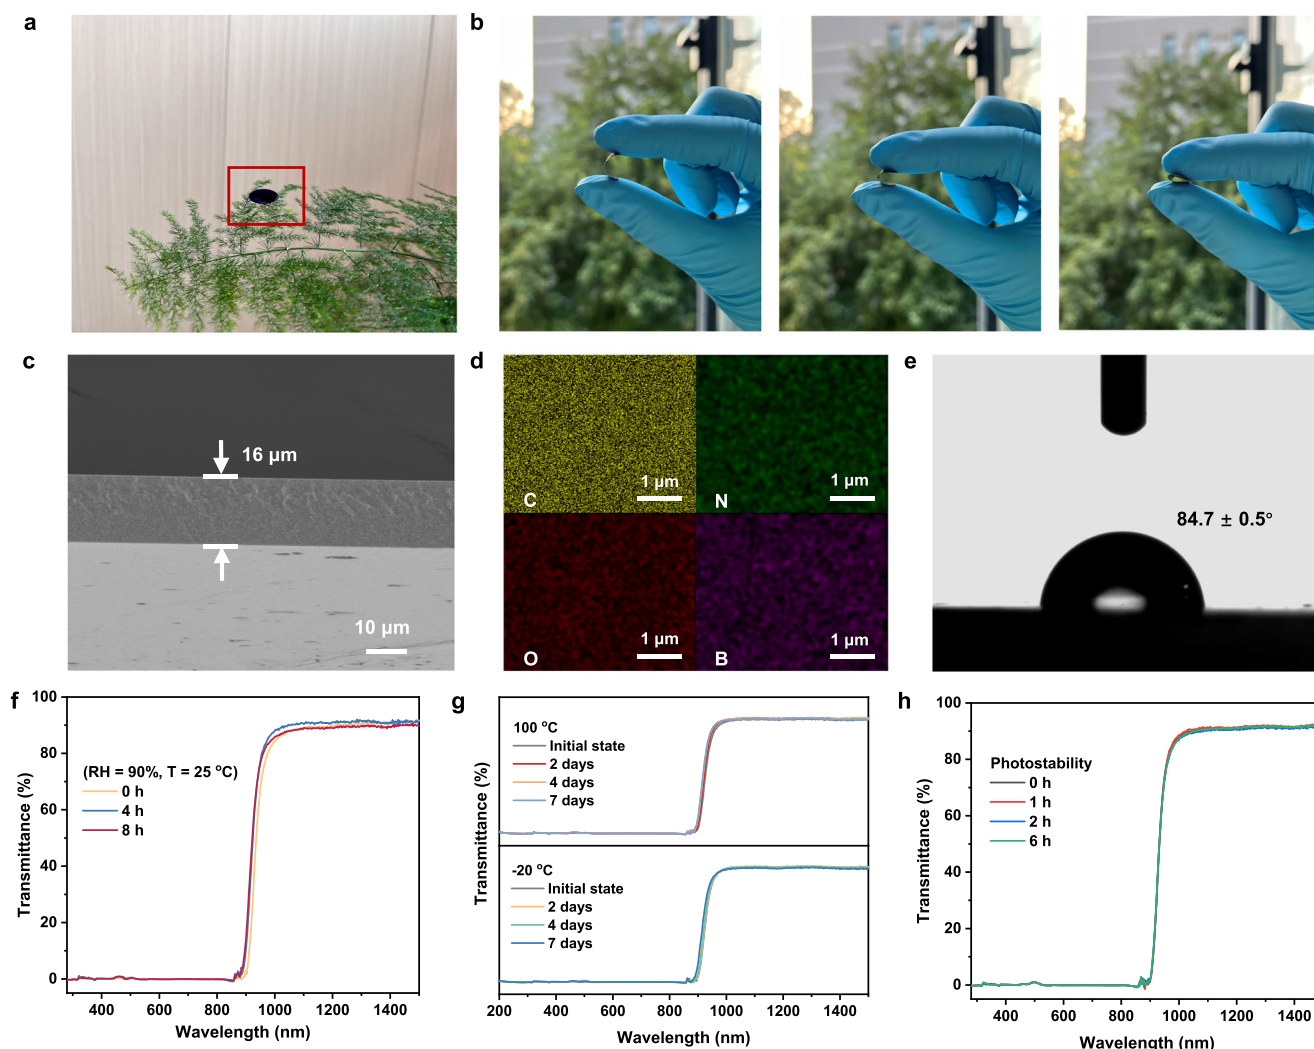 a
b
c
16 µm
10 µm
d
1 µm
C
1 µm
N
1 µm
O
1 µm
B
e
84.7 ± 0.5°
f
100
80
60
40
20
0
Transmittance (%)
(RH = 90%, T = 25 °C)
0 h
4 h
8 h
400 600 800 1000 1200 1400
Wavelength (nm)
g
Transmittance (%)
100 °C
Initial state
2 days
4 days
7 days
-20 °C
Initial state
2 days
4 days
7 days
200 400 600 800 1000 1200 1400
Wavelength (nm)
h
100
80
60
40
20
0
Transmittance (%)
Photostability
0 h
1 h
2 h
6 h
400 600 800 1000 1200 1400
Wavelength (nm)